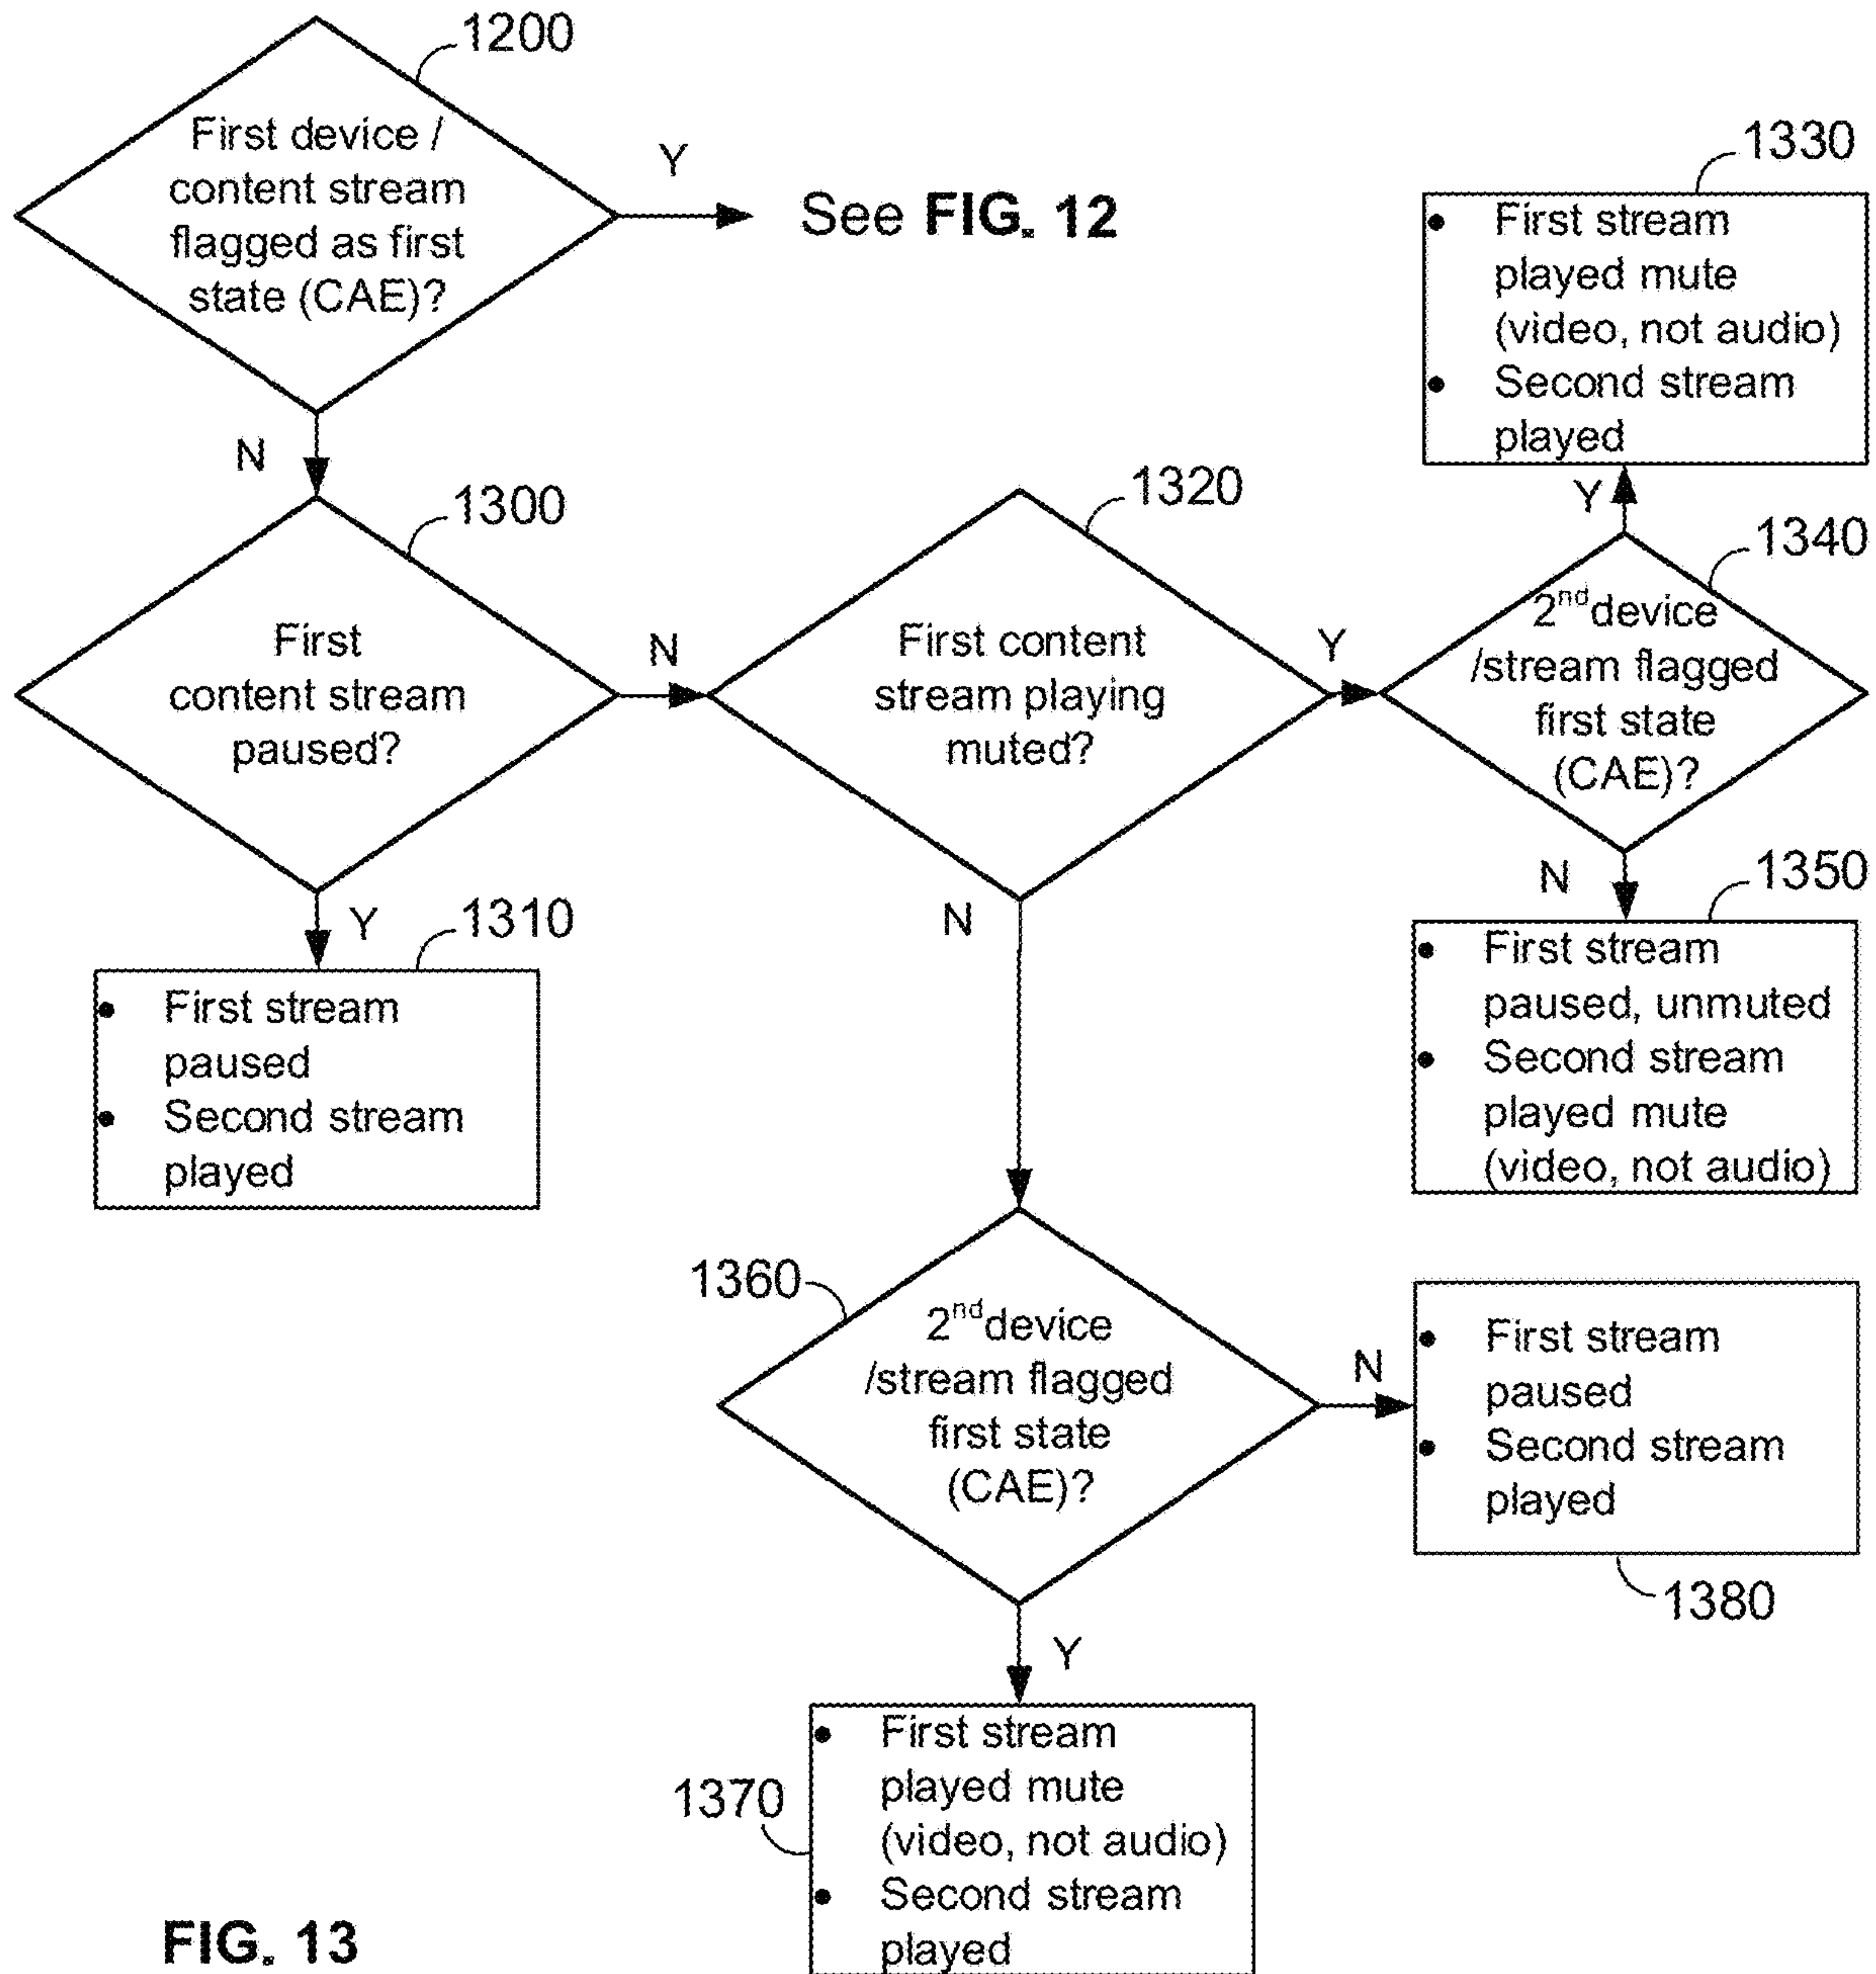 1200
First device /
content stream
flagged as first
state (CAE)?
Y
See FIG. 12
N
1300
First
content stream
paused?
N
Y
1310
• First stream
paused
• Second stream
played
1320
First content
stream playing
muted?
Y
N
1330
• First stream
played mute
(video, not audio)
• Second stream
played
Y
1340
2nd device
/stream flagged
first state
(CAE)?
N
1350
• First stream
paused, unmuted
• Second stream
played mute
(video, not audio)
1360
2nd device
/stream flagged
first state
(CAE)?
N
• First stream
paused
• Second stream
played
1380
Y
1370
• First stream
played mute
(video, not audio)
• Second stream
played
FIG. 13